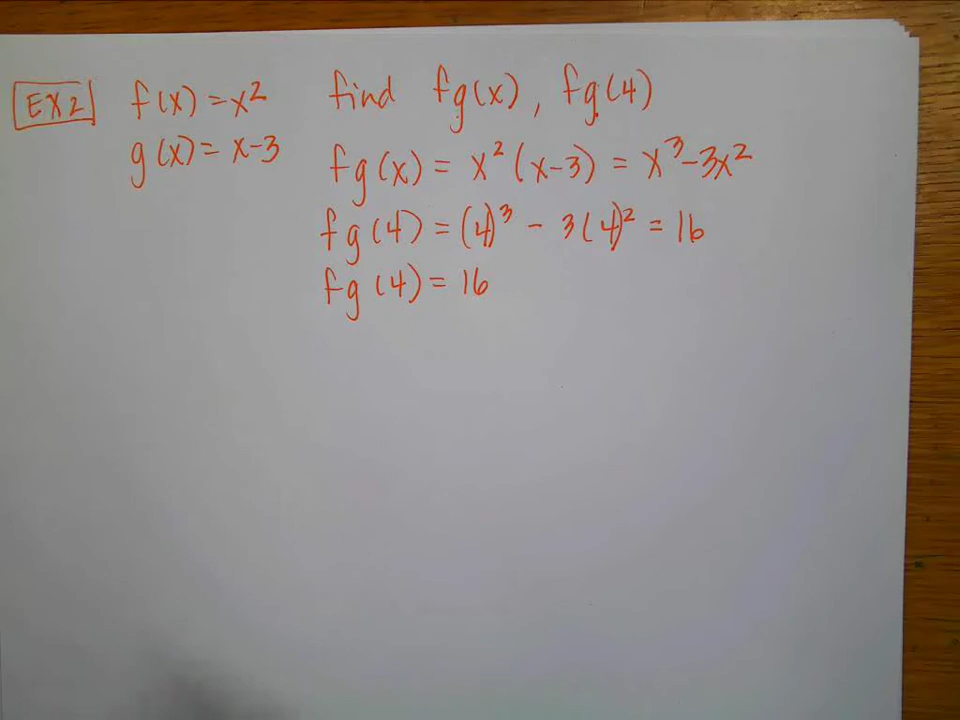 EX2 f(x) = x² find fg(x), fg(4)
g(x) = x-3
fg(x) = x²(x-3) = x³-3x²
fg(4) = (4)³ - 3(4)² = 16
fg(4) = 16